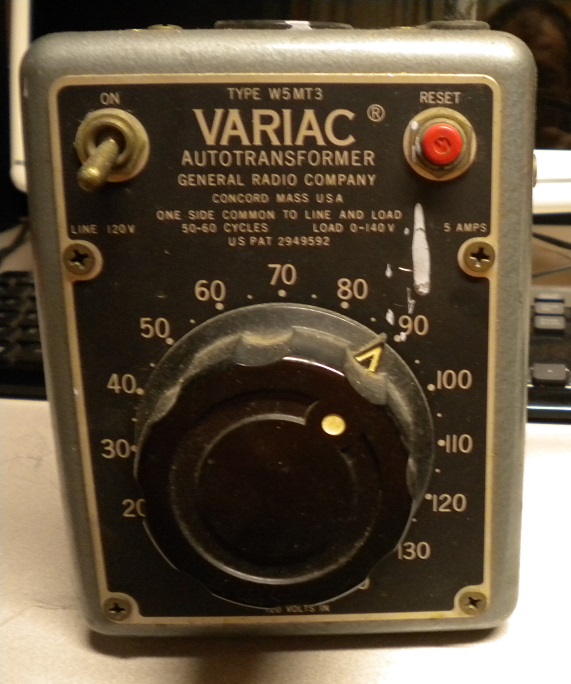 ON
TYPE W5MT3
RESET
VARIAC ®
AUTOTRANSFORMER
GENERAL RADIO COMPANY
CONCORD MASS USA
ONE SIDE COMMON TO LINE AND LOAD
LINE 120V
50-60 CYCLES LOAD 0-140V
5 AMPS
US PAT 2949592
70
60
80
50
90
40
100
30
110
20
120
130
VOLTS IN